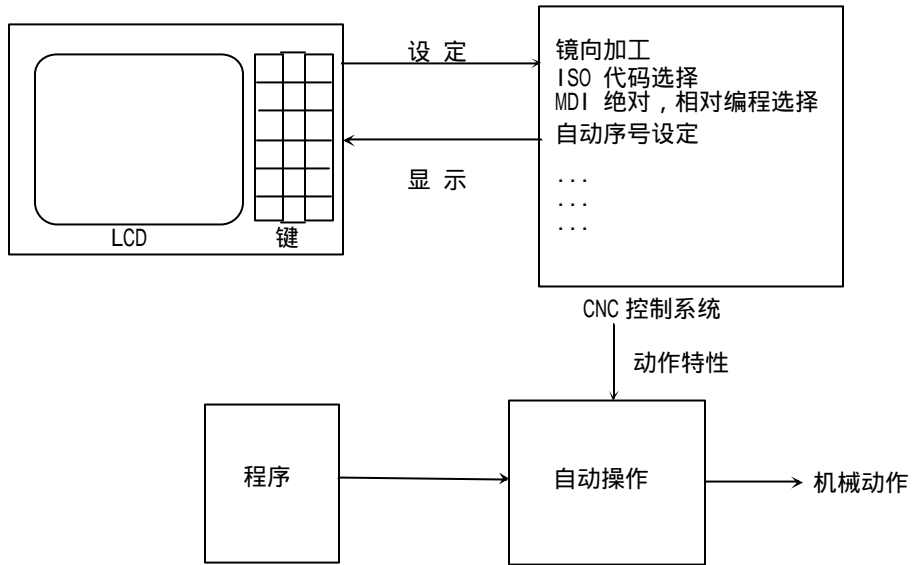 设 定
镜向加工
ISO 代码选择
MDI 绝对，相对编程选择
自动序号设定
显 示
...
...
...
LCD
键
CNC 控制系统
动作特性
程序
自动操作
机械动作